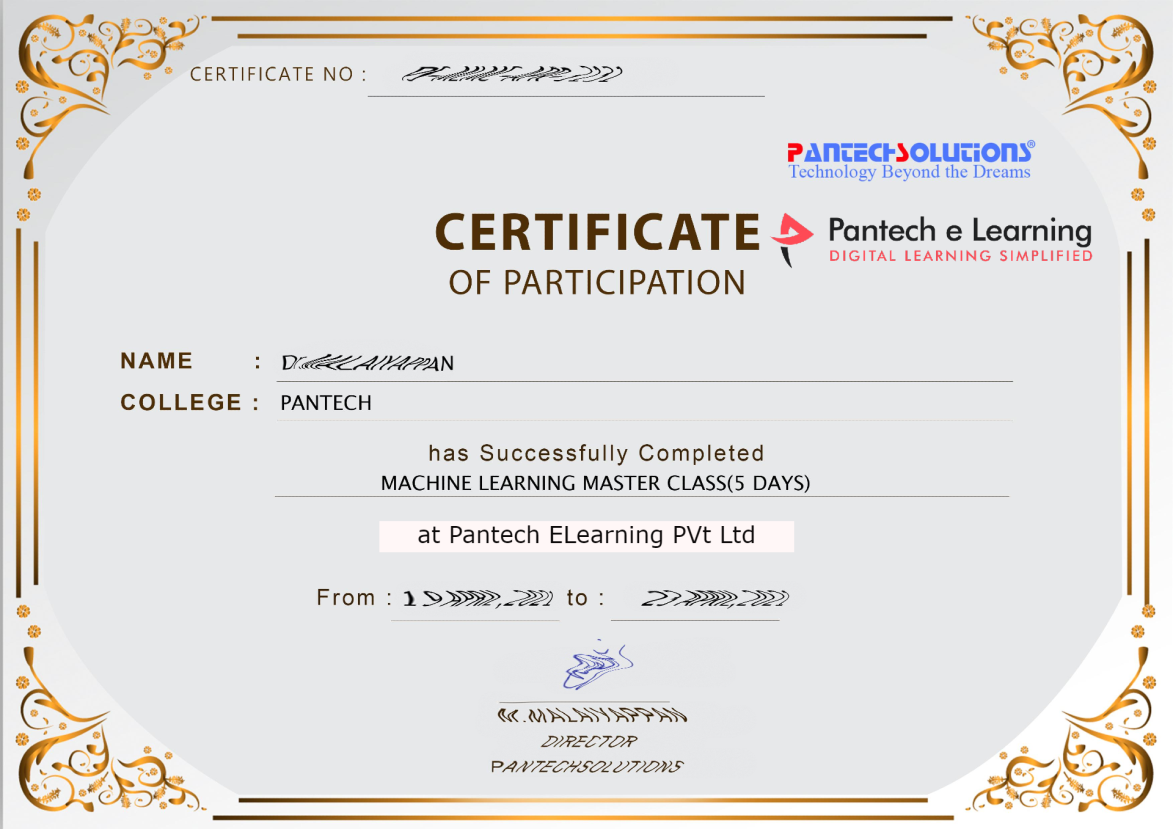 CERTIFICATE NO :
PANTECHSOLUTIONS®
Technology Beyond the Dreams
CERTIFICATE
OF PARTICIPATION
Pantech e Learning
DIGITAL LEARNING SIMPLIFIED
NAME :
COLLEGE : PANTECH
has Successfully Completed
MACHINE LEARNING MASTER CLASS(5 DAYS)
at Pantech ELearning PVt Ltd
From : to :
M.MALAIYAPPAN
DIRECTOR
PANTECHSOLUTIONS